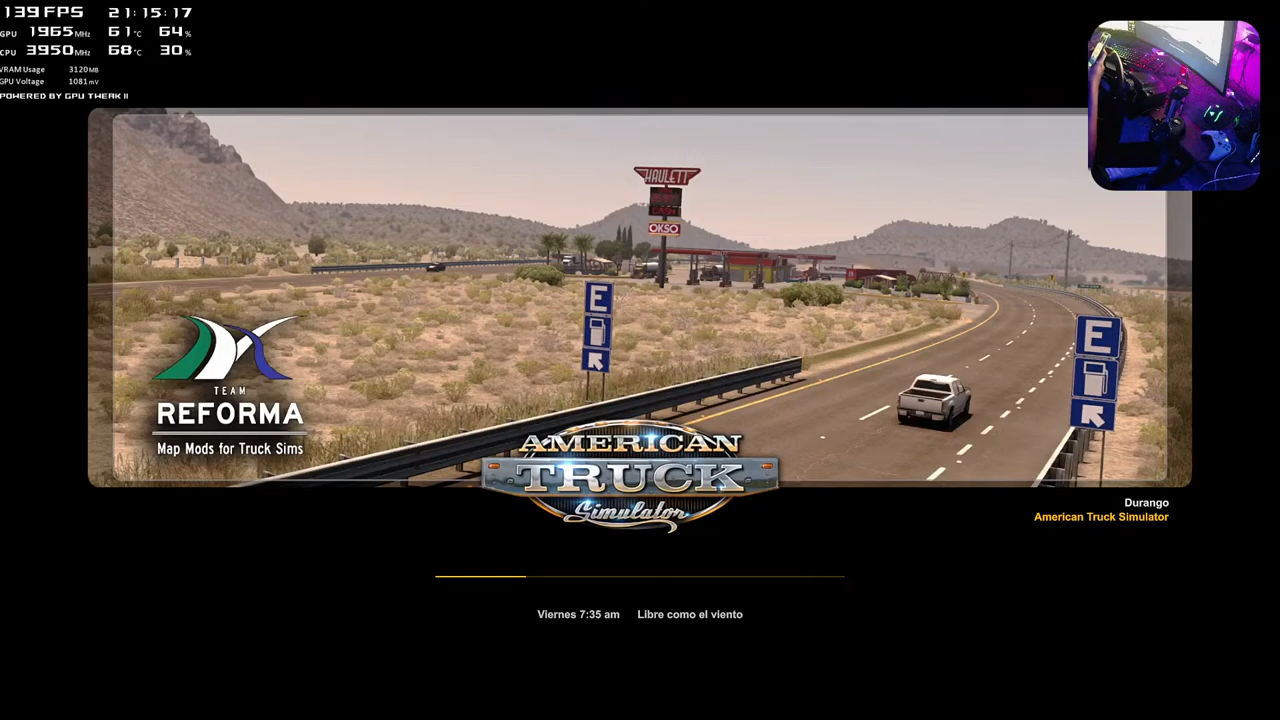 139 FPS 21:15:17
GPU 1965 MHz 61 °C 64 %
CPU 3950 MHz 68 °C 30 %
VRAM Usage 3120 MB
GPU Voltage 1081 mV
POWERED BY GPU TWEAK II
HAULETT
OKSO
E
E
TEAM
REFORMA
Map Mods for Truck Sims
AMERICAN
TRUCK
Simulator
Durango
American Truck Simulator
Viernes 7:35 am Libre como el viento